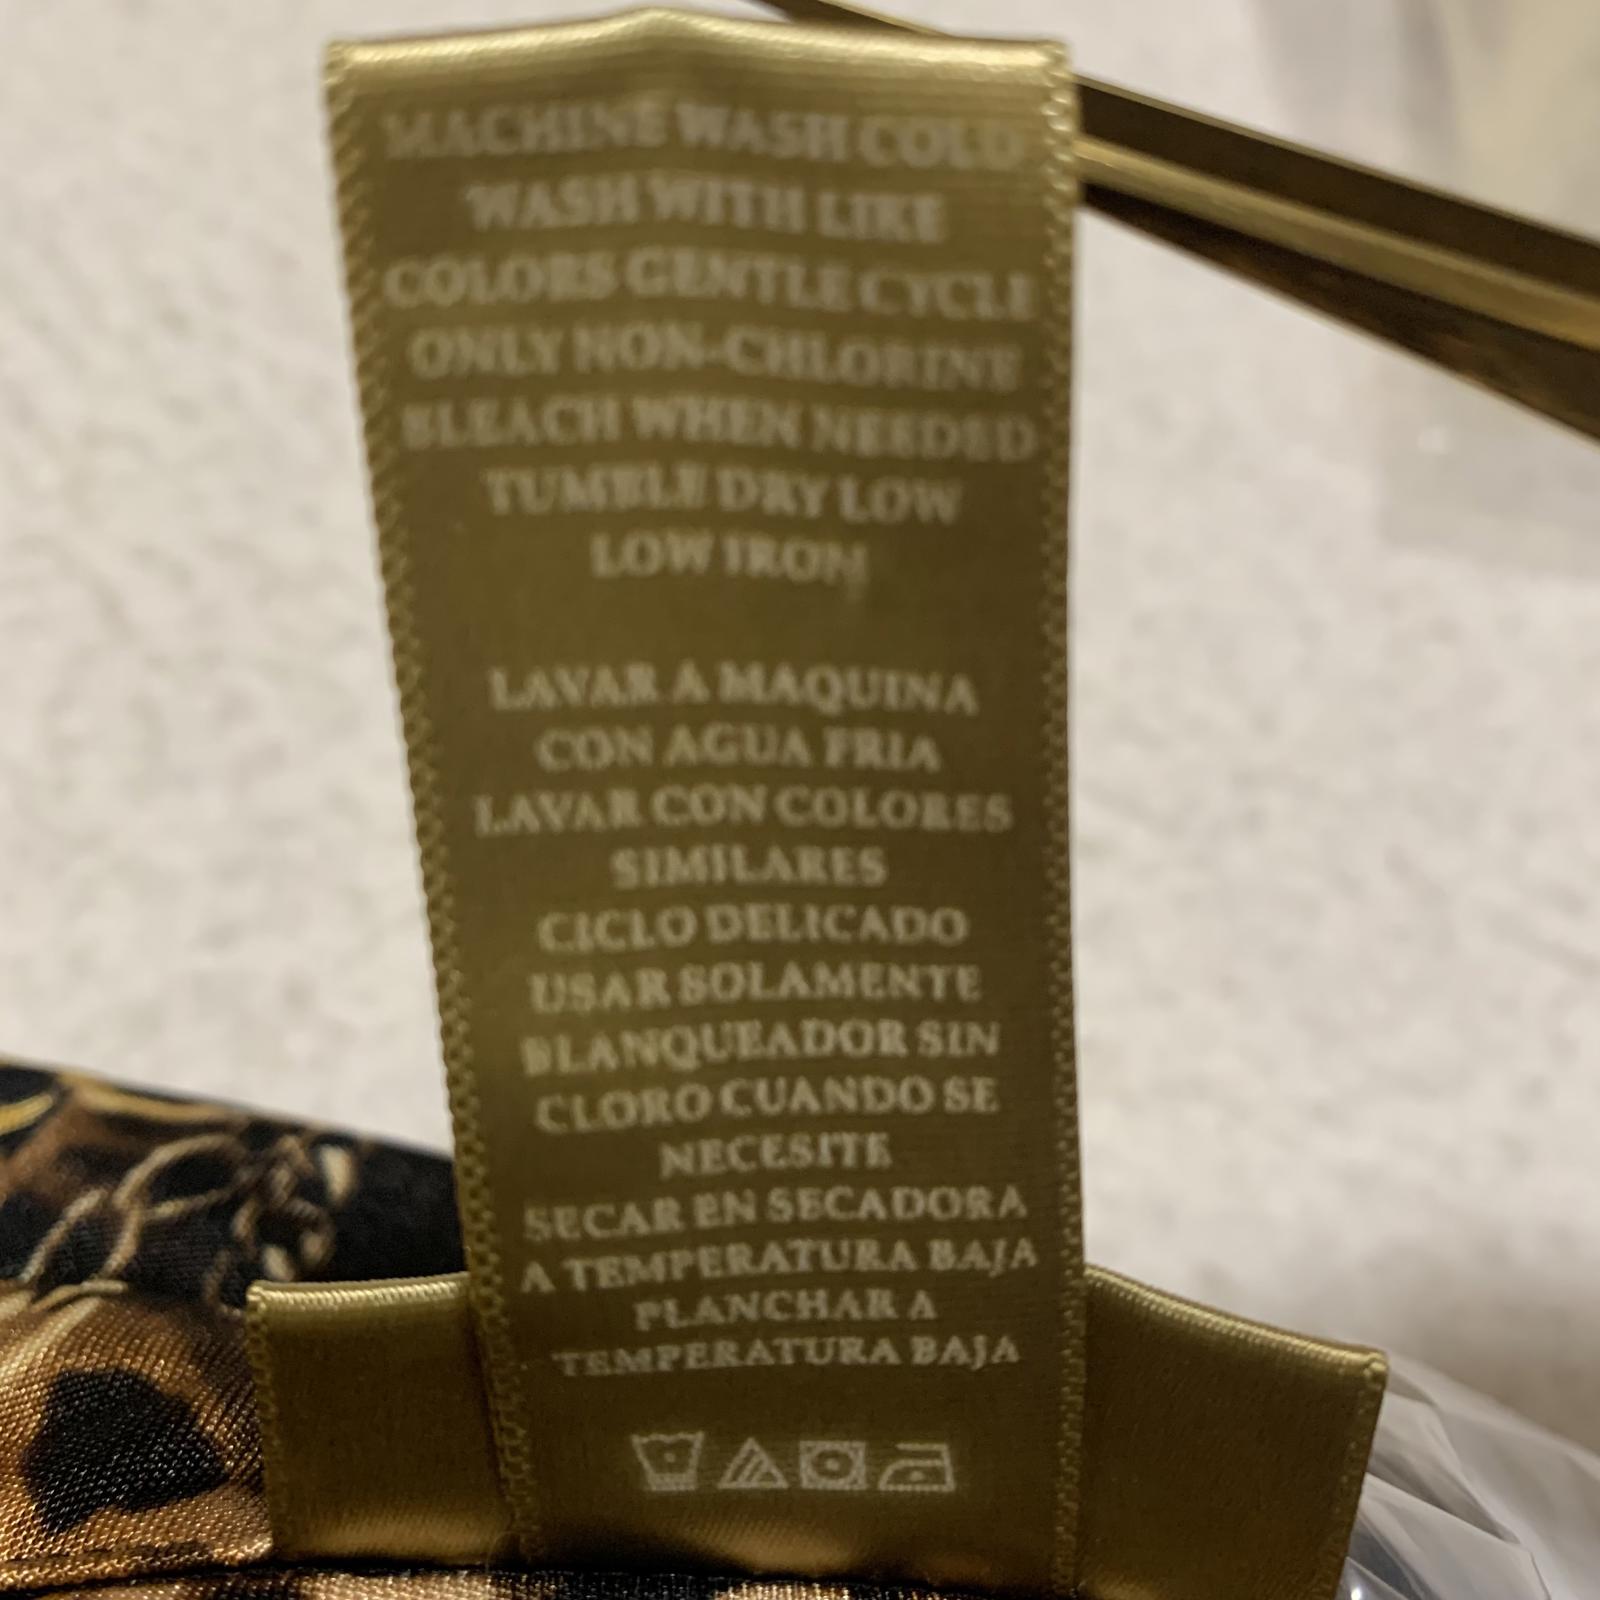 MACHINE WASH COLD
WASH WITH LIKE
COLORS GENTLE CYCLE
ONLY NON-CHLORINE
BLEACH WHEN NEEDED
TUMBLE DRY LOW
LOW IRON
LAVAR A MAQUINA
CON AGUA FRIA
LAVAR CON COLORES
SIMILARES
CICLO DELICADO
USAR SOLAMENTE
BLANQUEADOR SIN
CLORO CUANDO SE
NECESITE
SECAR EN SECADORA
A TEMPERATURA BAJA
PLANCHAR A
TEMPERATURA BAJA